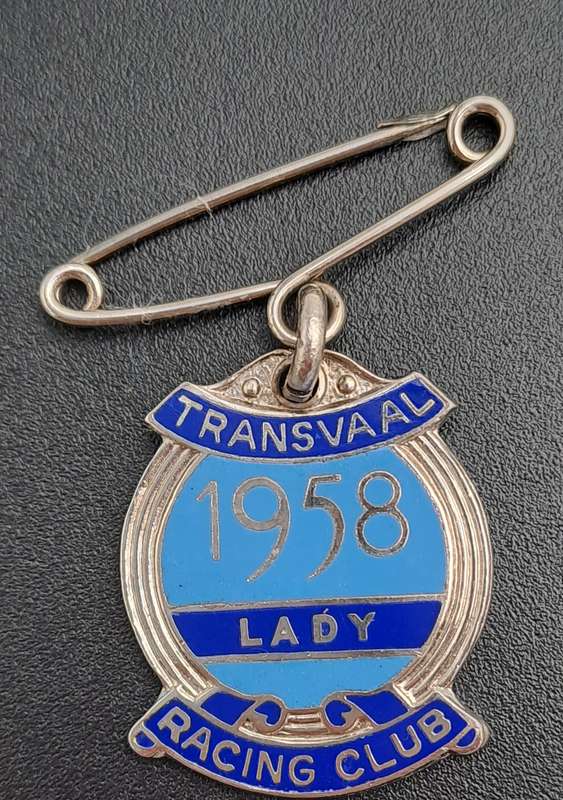 TRANSVAAL
1958
LADY
RACING CLUB